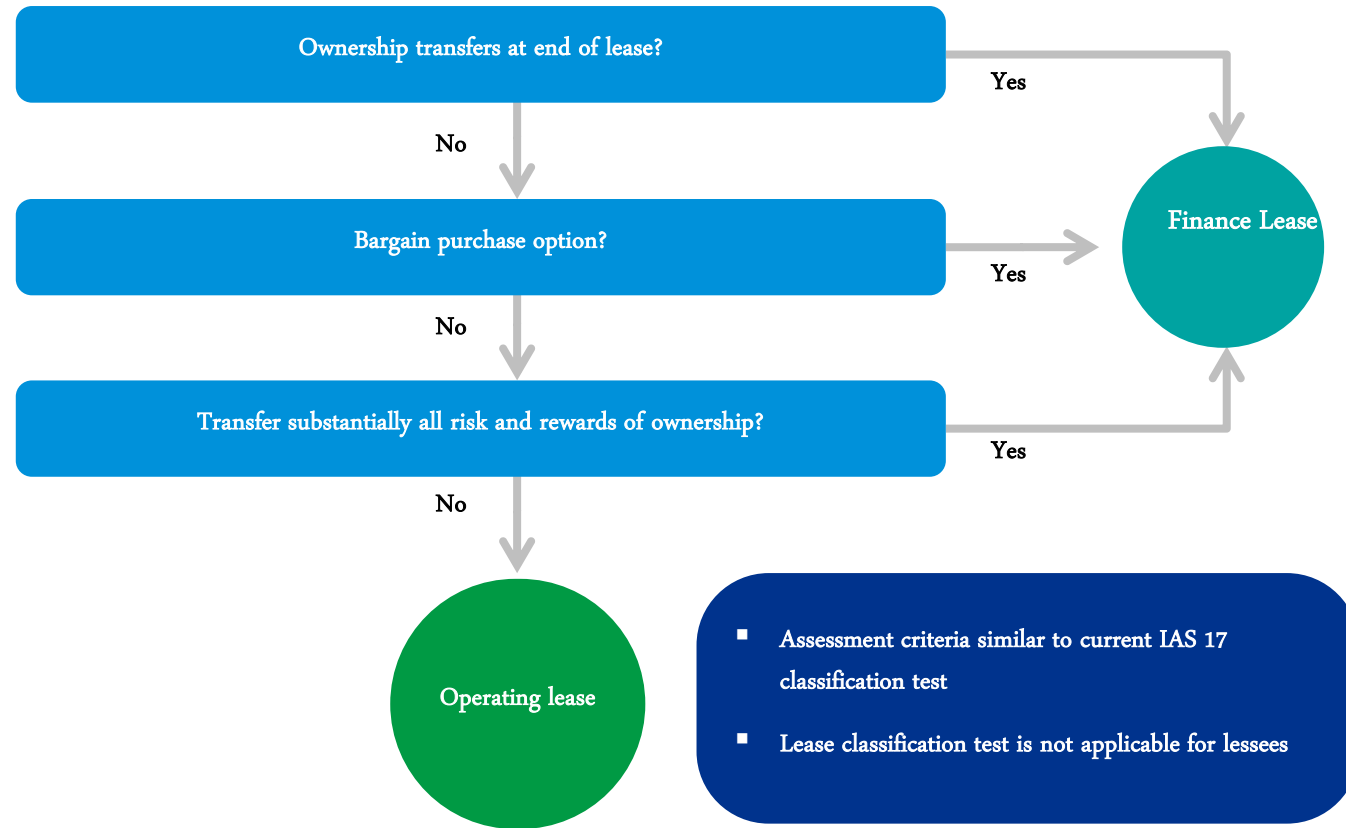 Ownership transfers at end of lease?
Yes
No
Bargain purchase option?
Yes
Finance Lease
No
Transfer substantially all risk and rewards of ownership?
Yes
No
Operating lease
▪ Assessment criteria similar to current IAS 17
classification test
▪ Lease classification test is not applicable for lessees